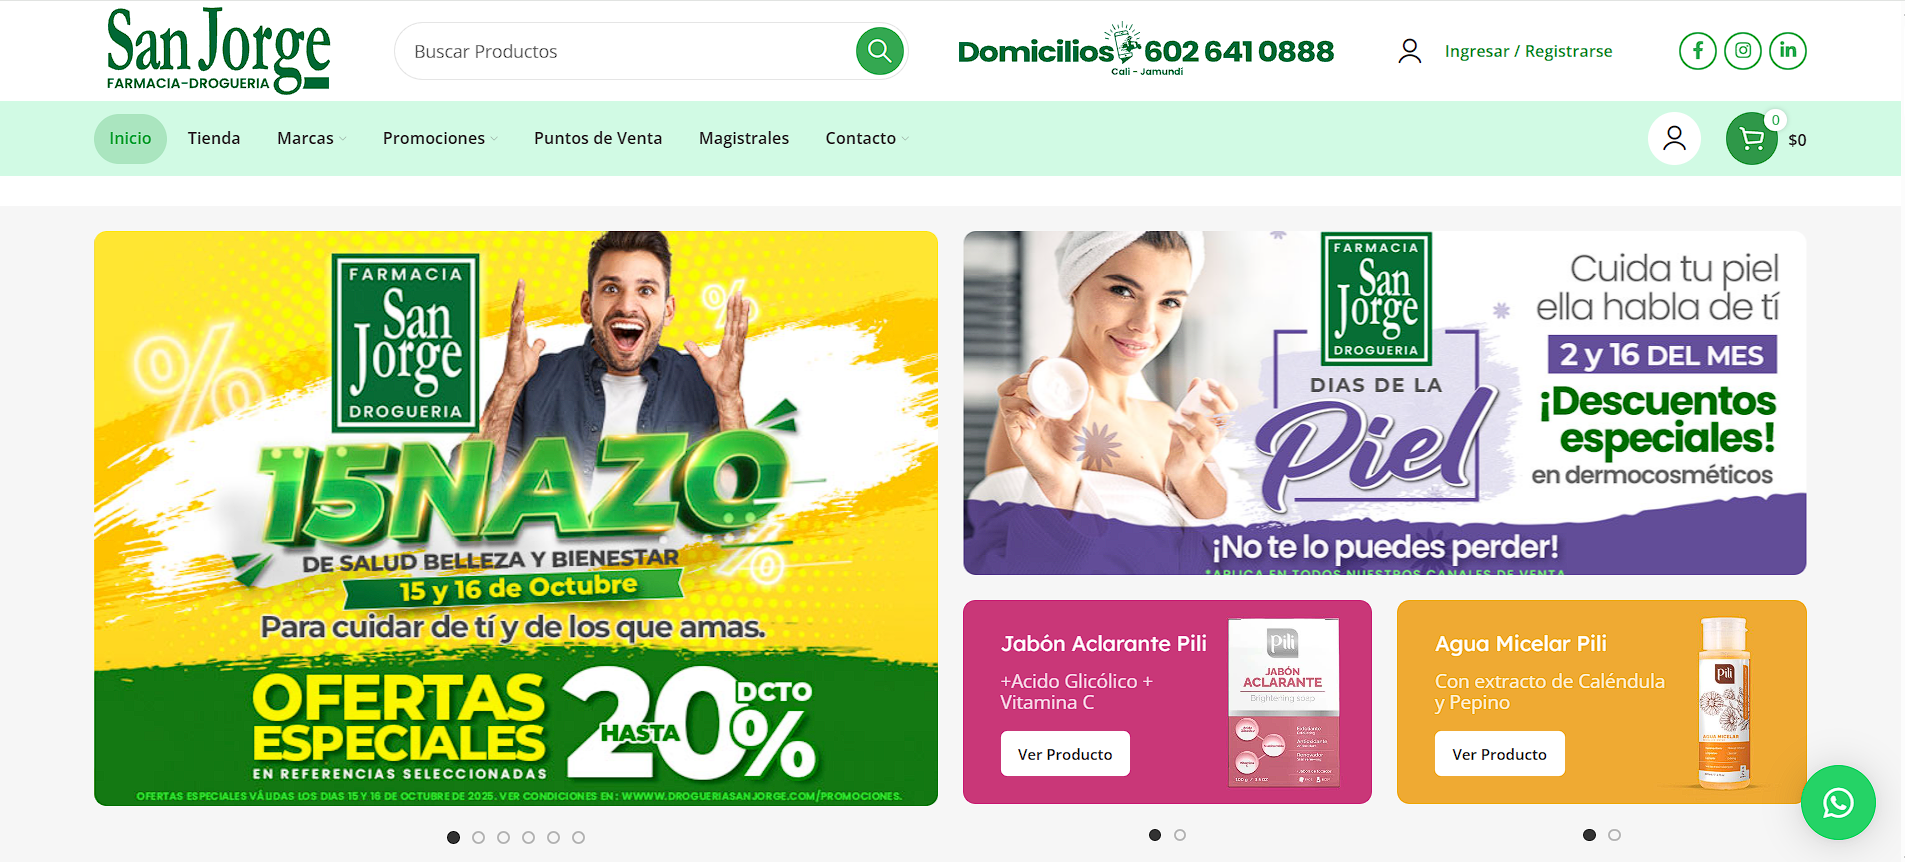 San Jorge
FARMACIA-DROGUERIA
Buscar Productos
Domicilios 602 641 0888
Cali - Jamundí
Ingresar / Registrarse
Inicio
Tienda
Marcas
Promociones
Puntos de Venta
Magistrales
Contacto
0
$0
FARMACIA
San
Jorge
DROGUERIA
15NAZO
DE SALUD BELLEZA Y BIENESTAR
15 y 16 de Octubre
Para cuidar de tí y de los que amas.
OFERTAS
ESPECIALES
EN REFERENCIAS SELECCIONADAS
HASTA 20% DCTO
OFERTAS ESPECIALES VÁLIDAS LOS DIAS 15 Y 16 DE OCTUBRE DE 2025. VER CONDICIONES EN: WWWW.DROGUERIASANJORGE.COM/PROMOCIONES.
FARMACIA
San
Jorge
DROGUERIA
DIAS DE LA
Piel
Cuida tu piel
ella habla de tí
2 y 16 DEL MES
¡Descuentos
especiales!
en dermocosméticos
¡No te lo puedes perder!
*APLICA EN TODOS NUESTROS CANALES DE VENTA
Jabón Aclarante Pili
+Acido Glicólico +
Vitamina C
Ver Producto
Pili
JABÓN
ACLARANTE
Brightening soap
Agua Micelar Pili
Con extracto de Caléndula
y Pepino
Ver Producto
Pili
AGUA MICELAR